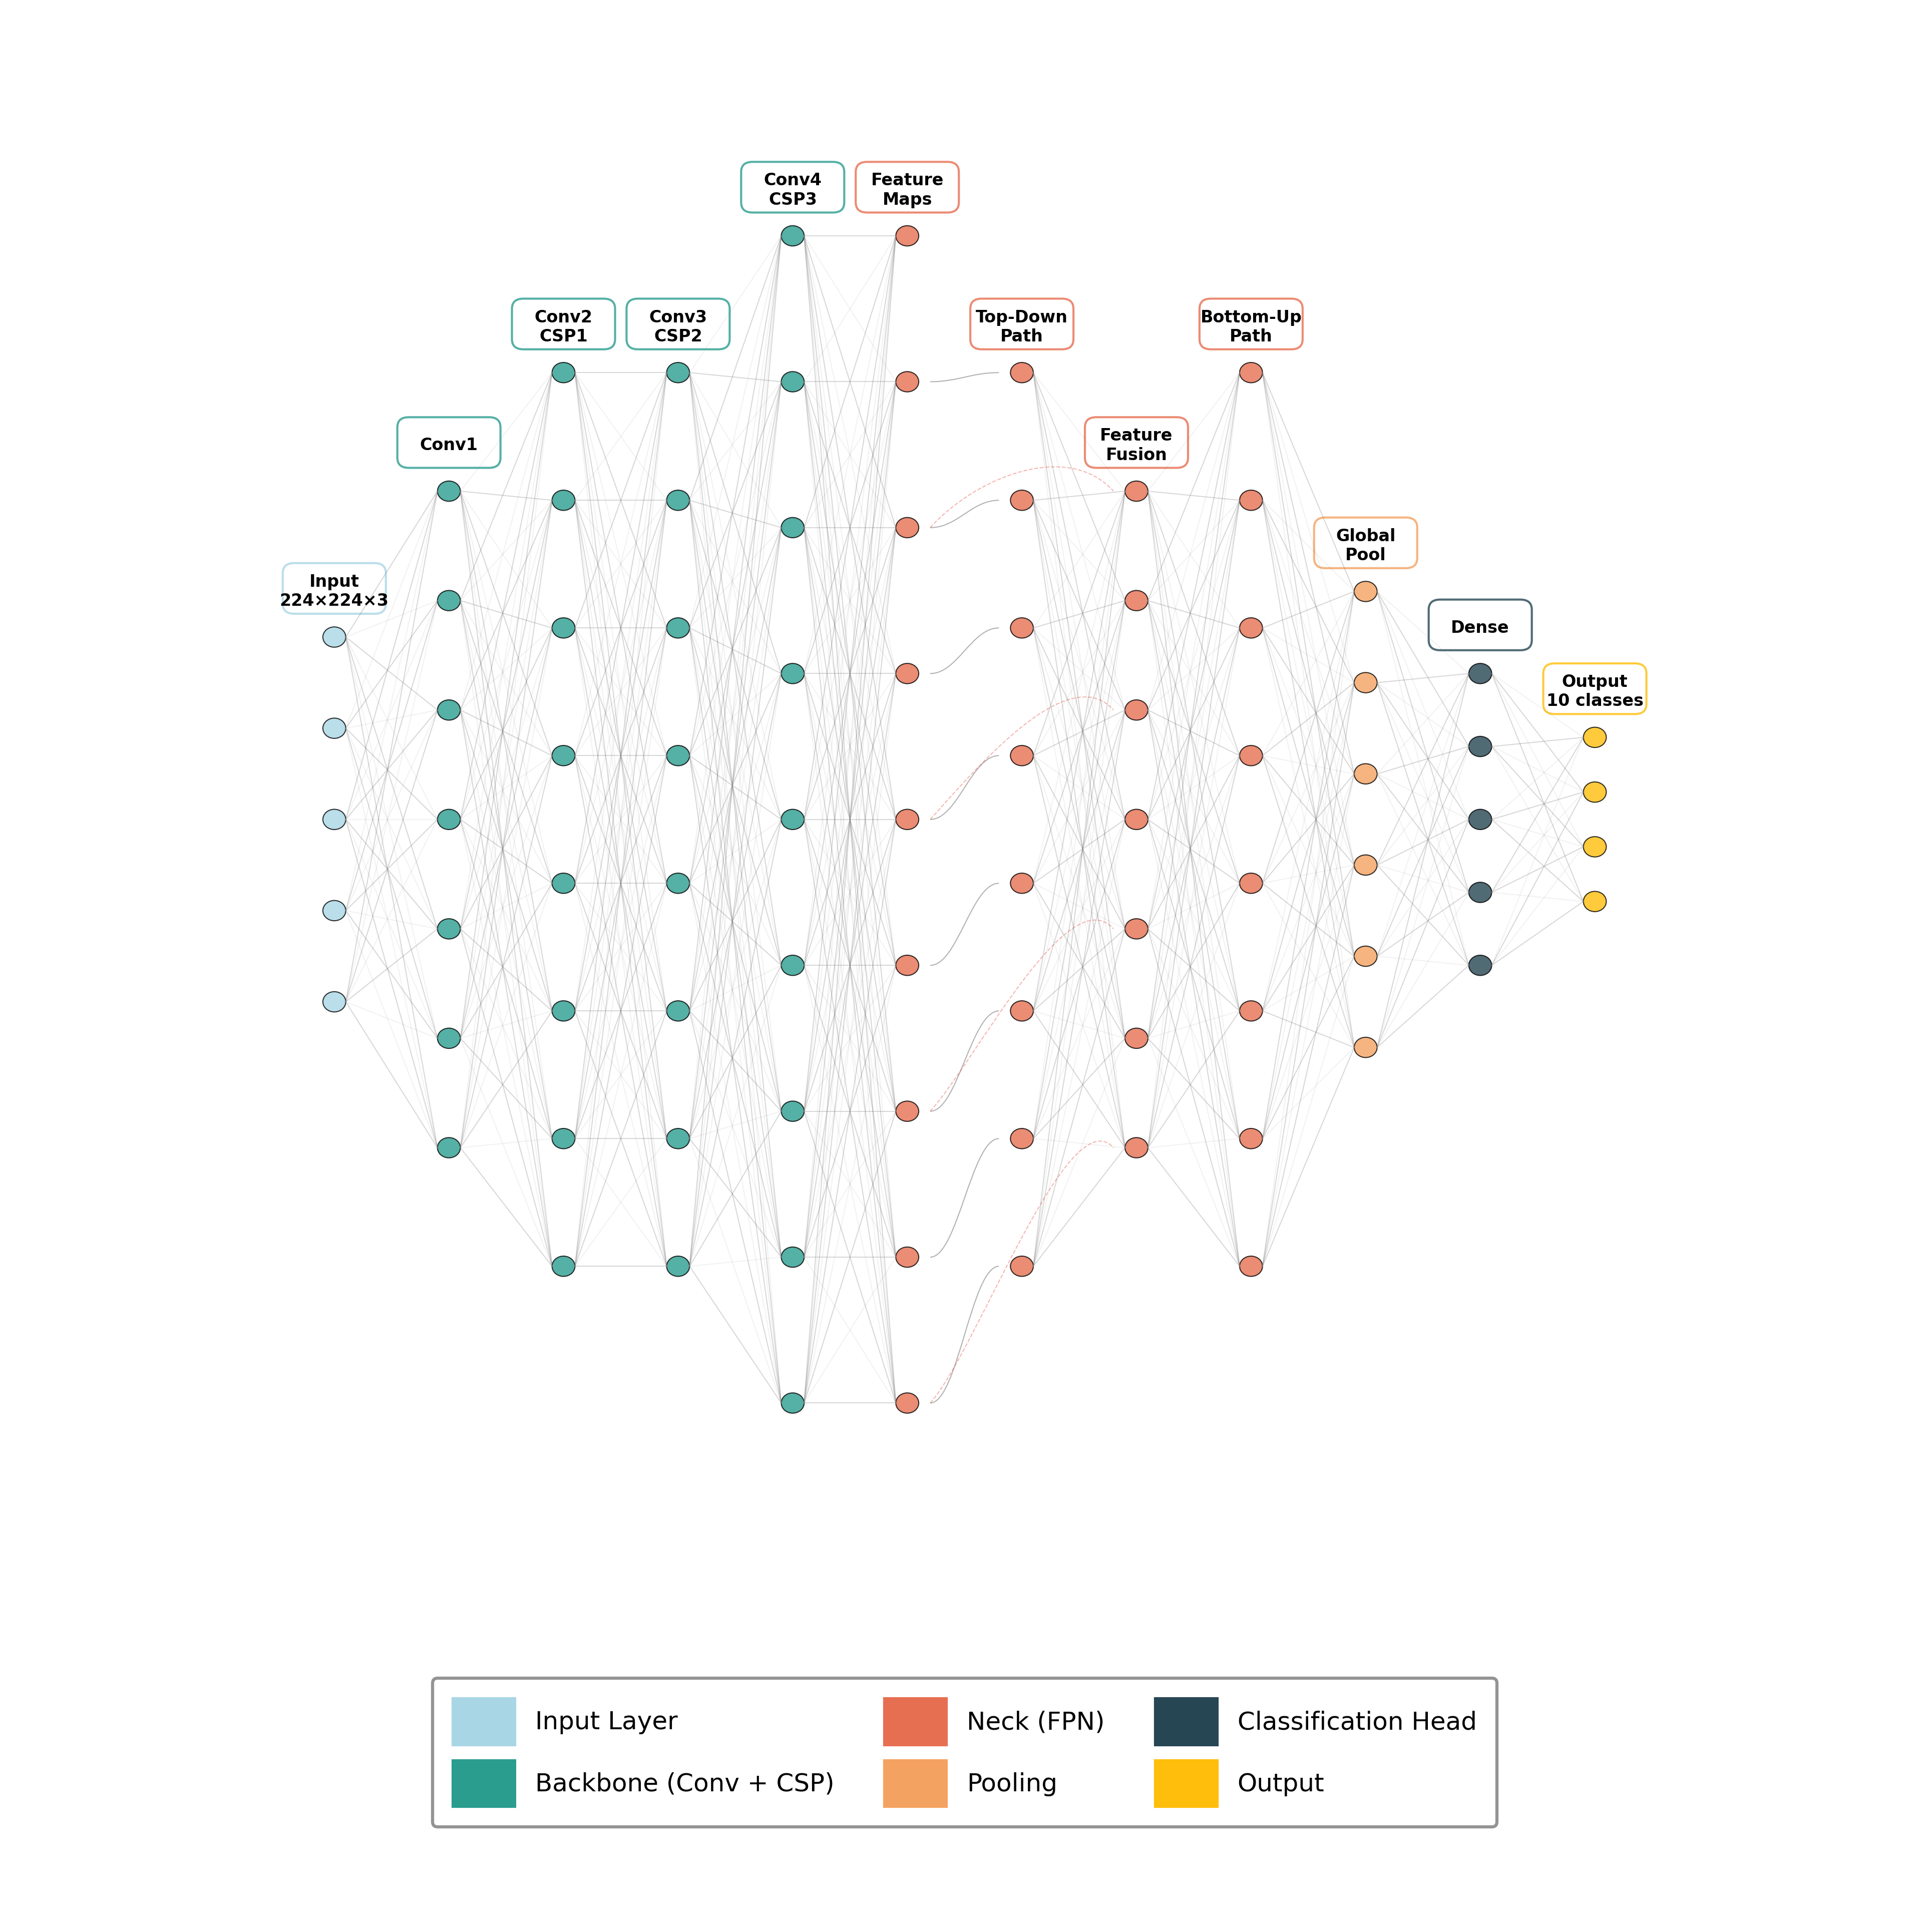 Conv4
CSP3
Feature
Maps
Conv2
CSP1
Conv3
CSP2
Top-Down
Path
Bottom-Up
Path
Conv1
Feature
Fusion
Global
Pool
Input
224×224×3
Dense
Output
10 classes
Input Layer
Backbone (Conv + CSP)
Neck (FPN)
Pooling
Classification Head
Output